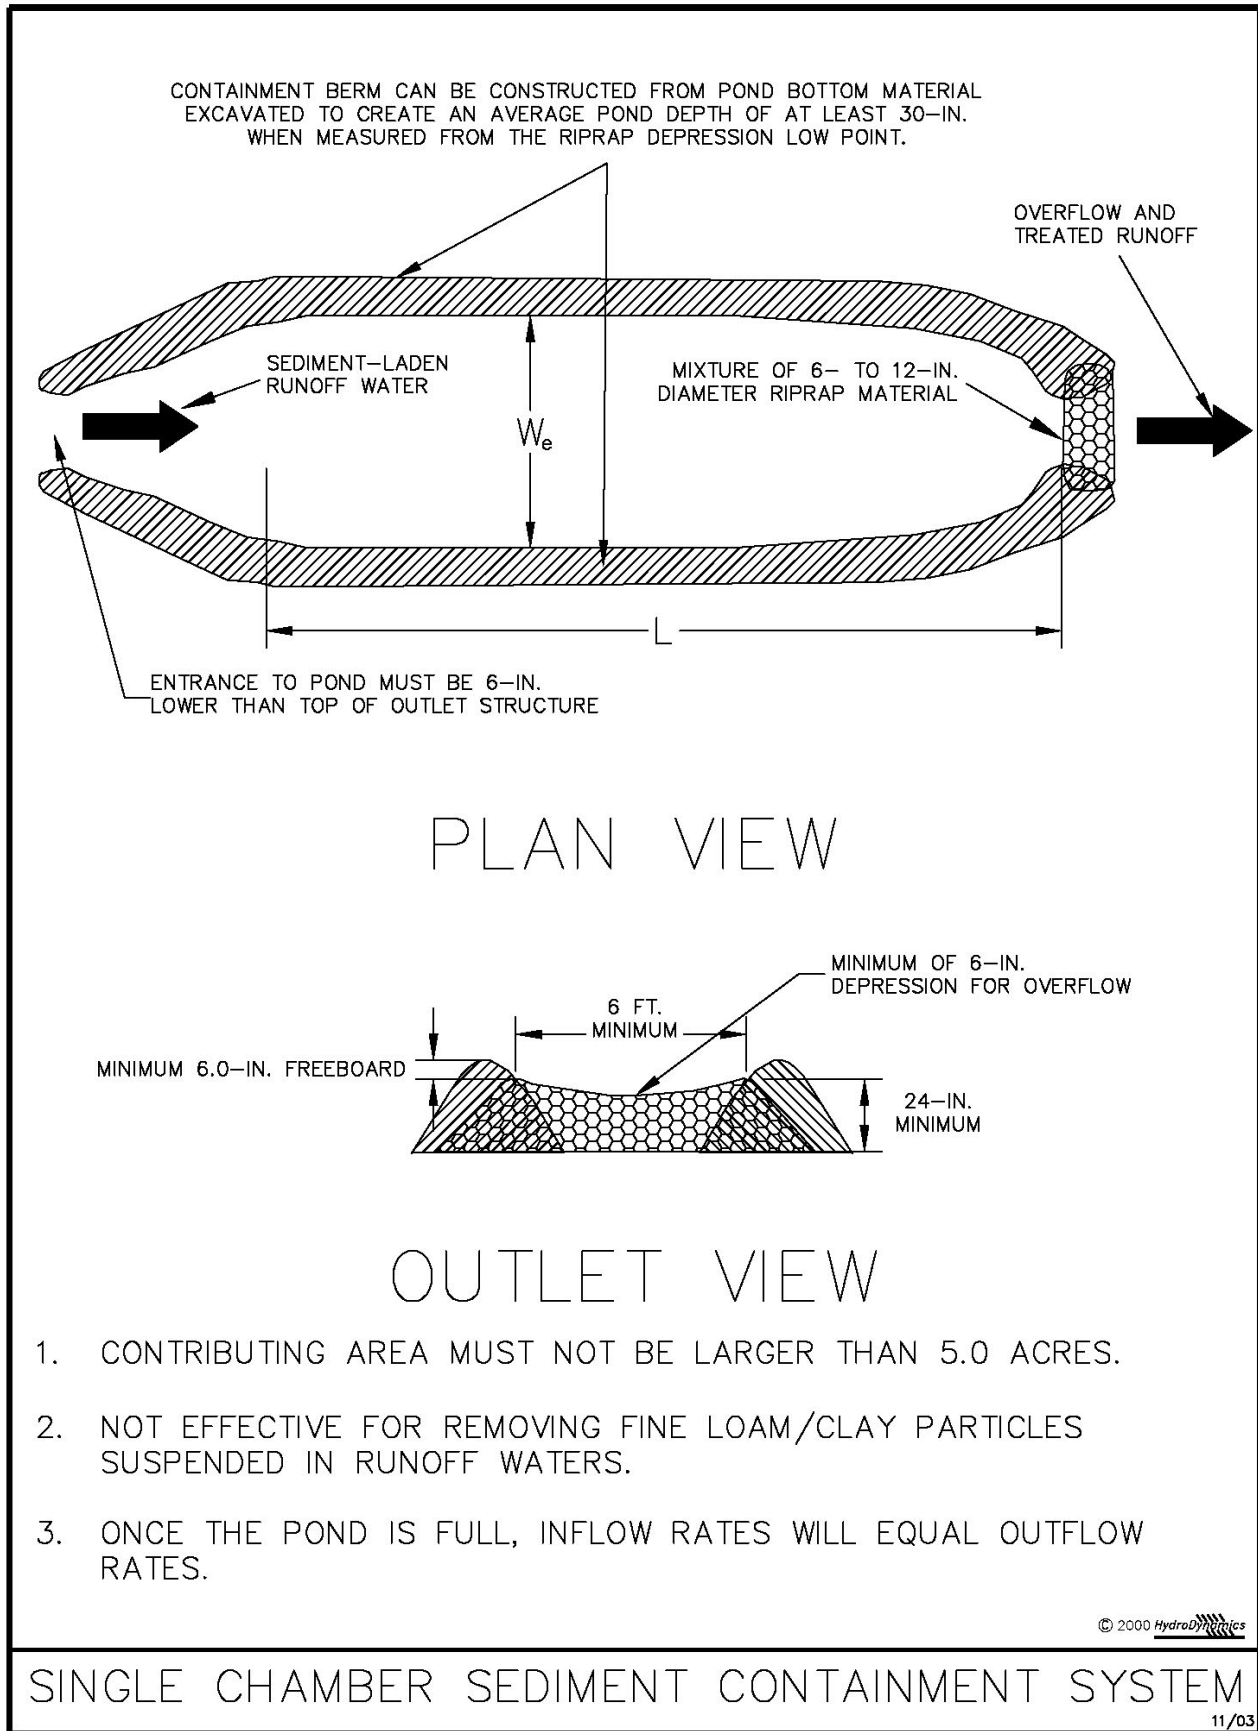 CONTAINMENT BERM CAN BE CONSTRUCTED FROM POND BOTTOM MATERIAL
EXCAVATED TO CREATE AN AVERAGE POND DEPTH OF AT LEAST 30-IN.
WHEN MEASURED FROM THE RIPRAP DEPRESSION LOW POINT.
OVERFLOW AND
TREATED RUNOFF
SEDIMENT-LADEN
RUNOFF WATER
MIXTURE OF 6- TO 12-IN.
DIAMETER RIPRAP MATERIAL
We
L
ENTRANCE TO POND MUST BE 6-IN.
LOWER THAN TOP OF OUTLET STRUCTURE
PLAN VIEW
MINIMUM OF 6-IN.
DEPRESSION FOR OVERFLOW
6 FT.
MINIMUM
MINIMUM 6.0-IN. FREEBOARD
24-IN.
MINIMUM
OUTLET VIEW
1. CONTRIBUTING AREA MUST NOT BE LARGER THAN 5.0 ACRES.
2. NOT EFFECTIVE FOR REMOVING FINE LOAM/CLAY PARTICLES
SUSPENDED IN RUNOFF WATERS.
3. ONCE THE POND IS FULL, INFLOW RATES WILL EQUAL OUTFLOW
RATES.
© 2000 HydroDynamics
SINGLE CHAMBER SEDIMENT CONTAINMENT SYSTEM
11/03